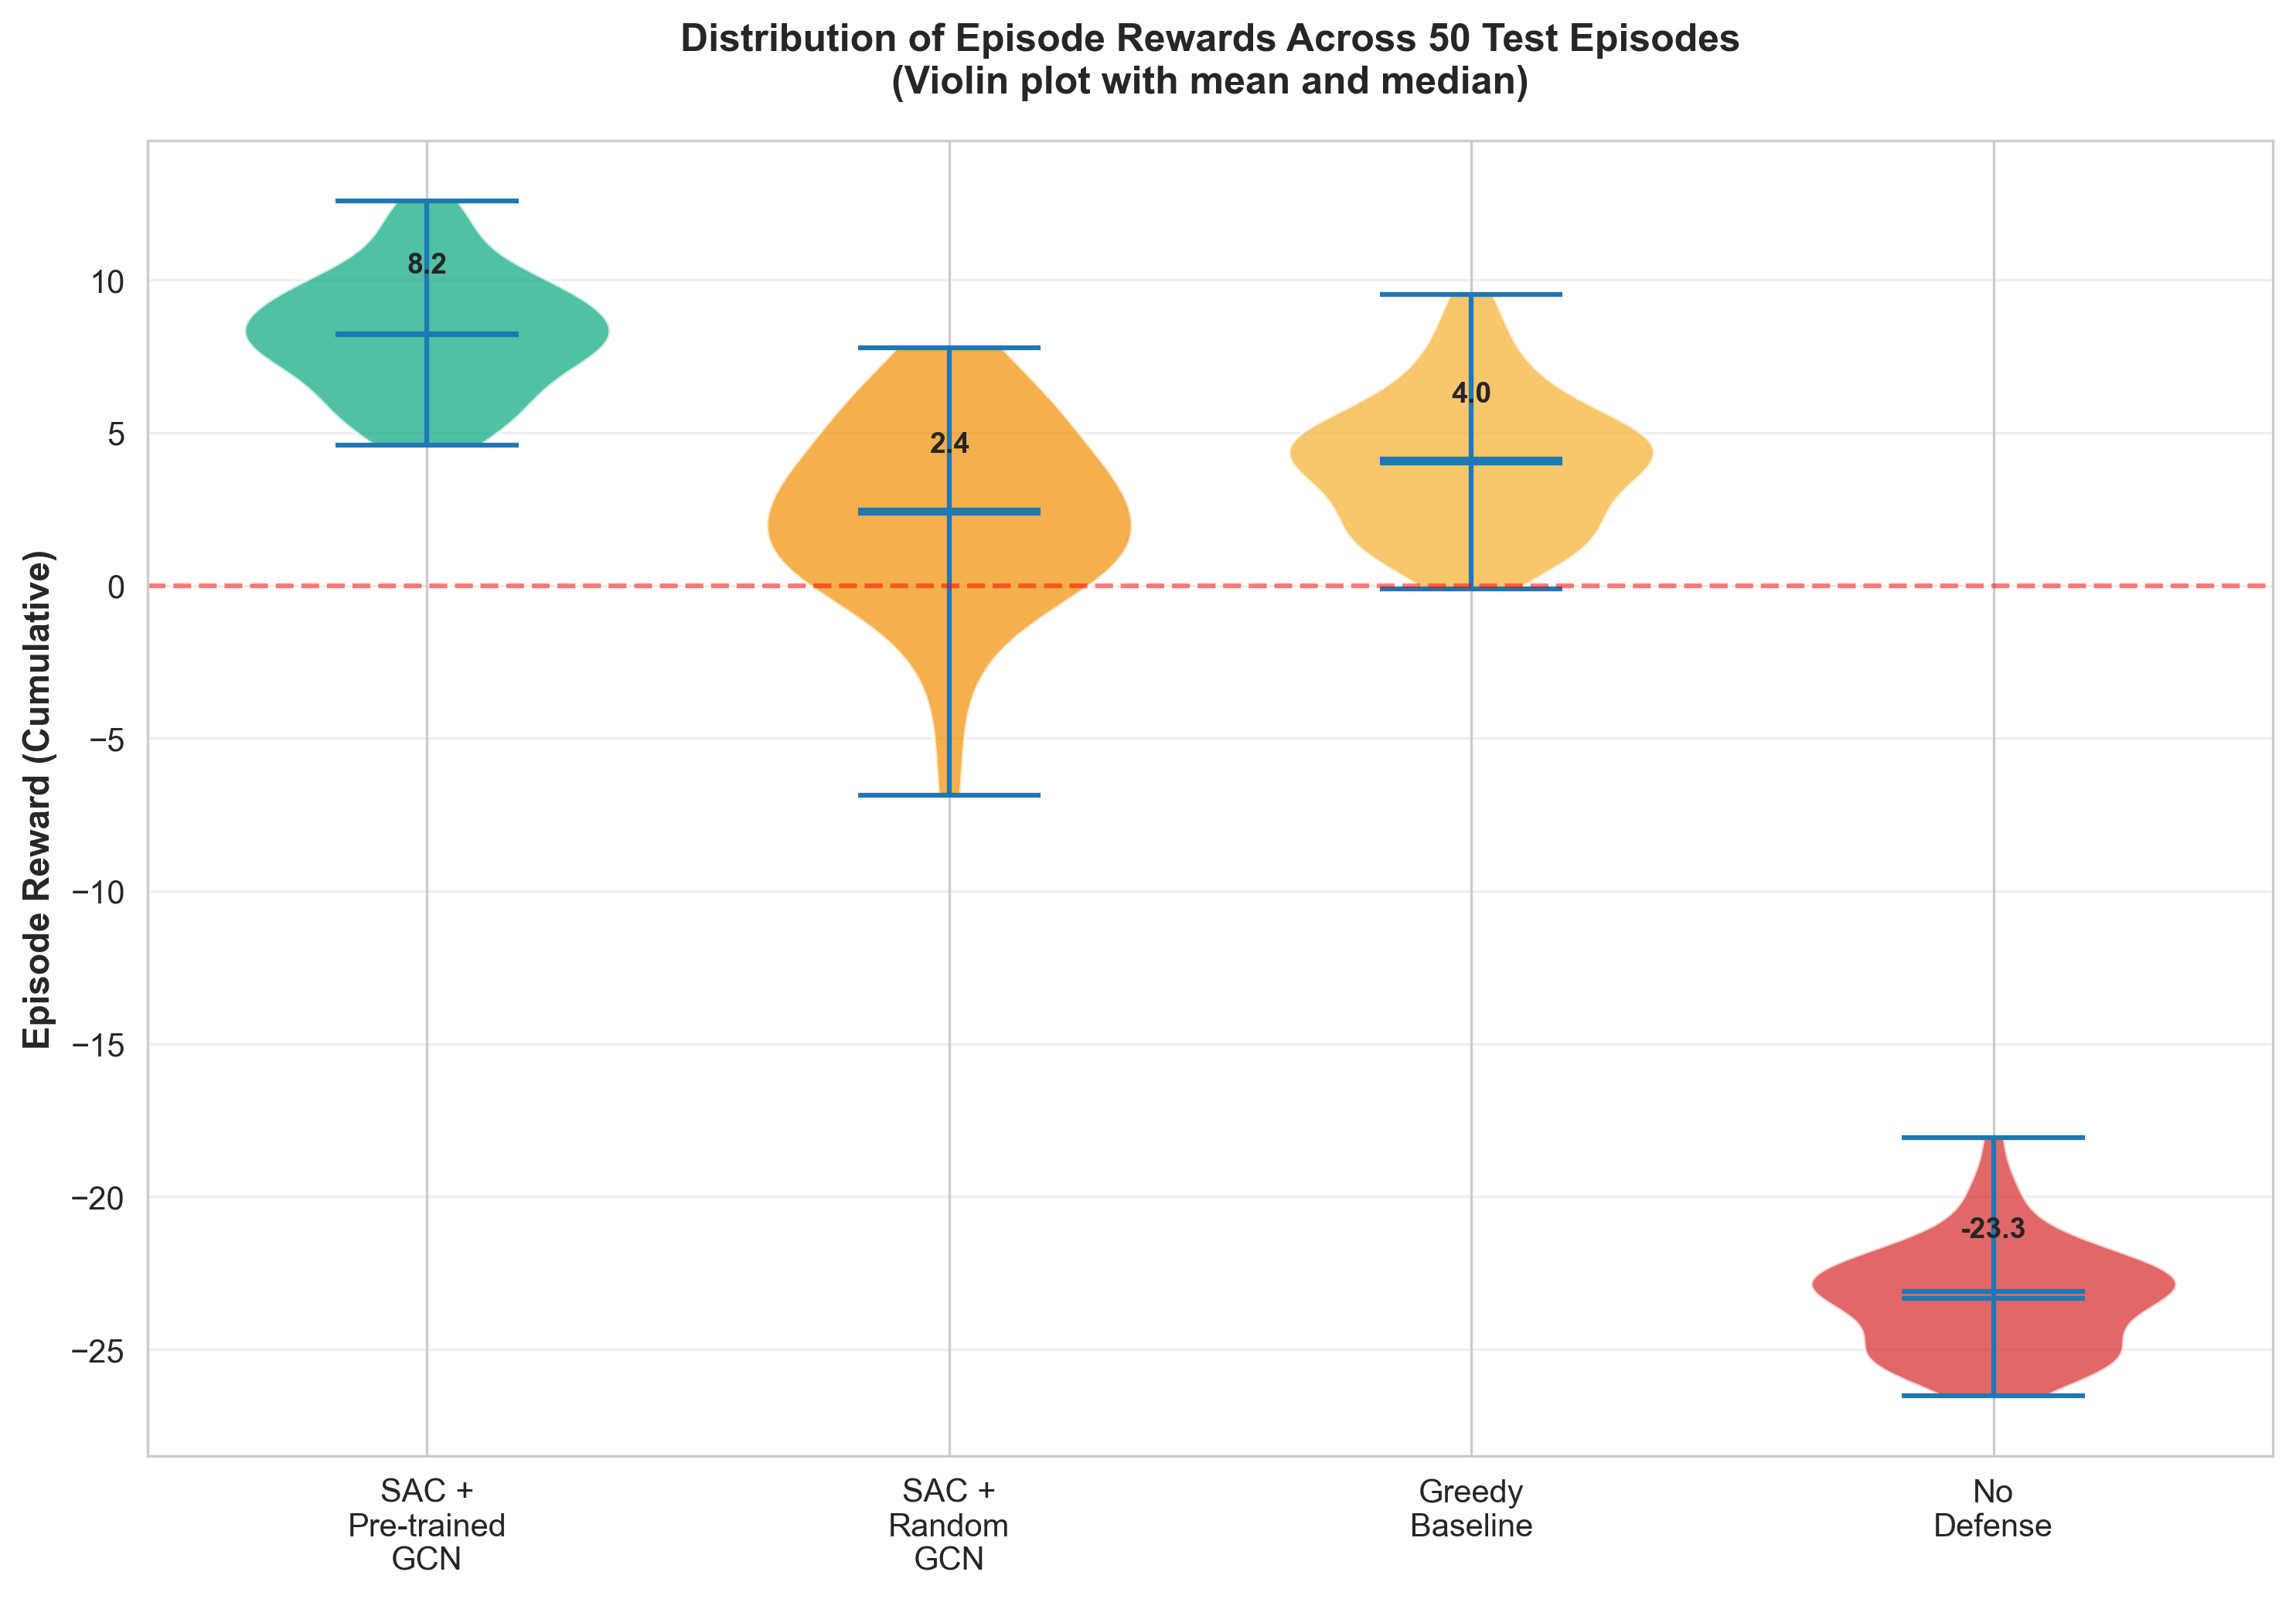 Distribution of Episode Rewards Across 50 Test Episodes
(Violin plot with mean and median)
Episode Reward (Cumulative)
10
5
0
−5
−10
−15
−20
−25
8.2
2.4
4.0
-23.3
SAC +
Pre-trained
GCN
SAC +
Random
GCN
Greedy
Baseline
No
Defense